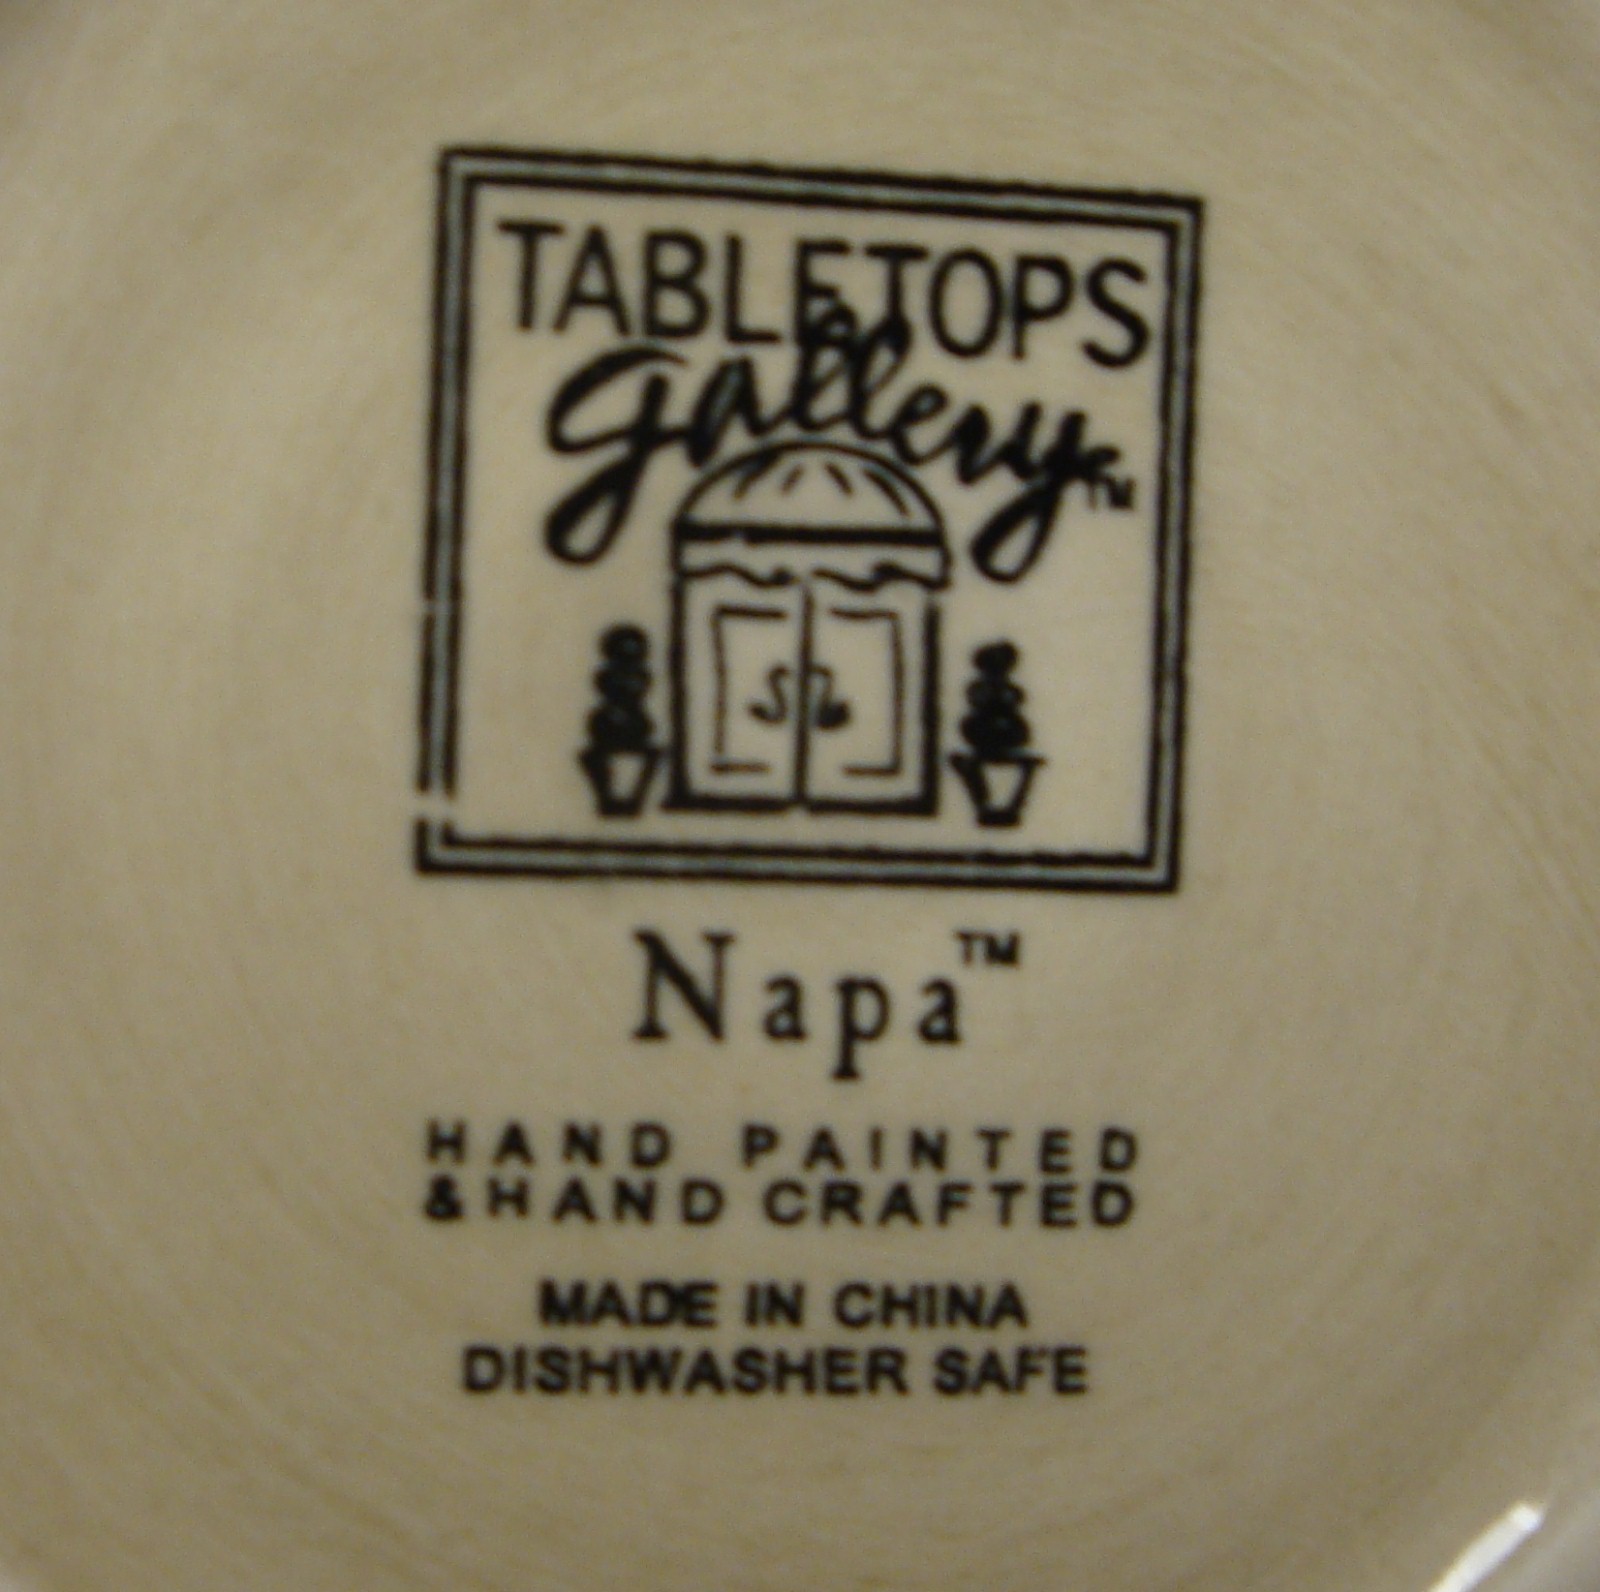 TABLETOPS
gallery™
Napa™
HAND PAINTED
&HAND CRAFTED
MADE IN CHINA
DISHWASHER SAFE